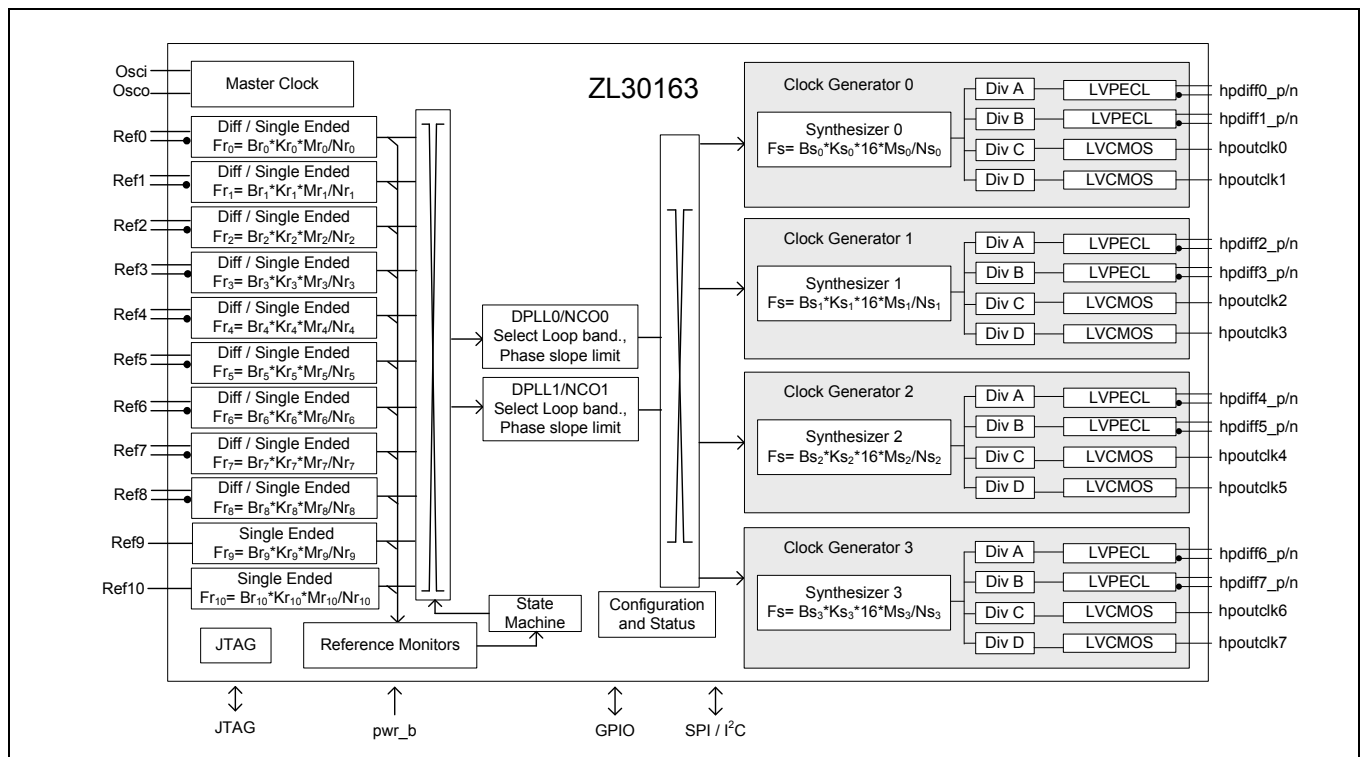 ZL30163
Osci
Osco
Master Clock
Ref0
Diff / Single Ended
Fr₀= Br₀*Kr₀*Mr₀/Nr₀
Ref1
Diff / Single Ended
Fr₁= Br₁*Kr₁*Mr₁/Nr₁
Ref2
Diff / Single Ended
Fr₂= Br₂*Kr₂*Mr₂/Nr₂
Ref3
Diff / Single Ended
Fr₃= Br₃*Kr₃*Mr₃/Nr₃
Ref4
Diff / Single Ended
Fr₄= Br₄*Kr₄*Mr₄/Nr₄
Ref5
Diff / Single Ended
Fr₅= Br₅*Kr₅*Mr₅/Nr₅
Ref6
Diff / Single Ended
Fr₆= Br₆*Kr₆*Mr₆/Nr₆
Ref7
Diff / Single Ended
Fr₇= Br₇*Kr₇*Mr₇/Nr₇
Ref8
Diff / Single Ended
Fr₈= Br₈*Kr₈*Mr₈/Nr₈
Ref9
Single Ended
Fr₉= Br₉*Kr₉*Mr₉/Nr₉
Ref10
Single Ended
Fr₁₀= Br₁₀*Kr₁₀*Mr₁₀/Nr₁₀
JTAG
Reference Monitors
State
Machine
DPLL0/NCO0
Select Loop band.,
Phase slope limit
DPLL1/NCO1
Select Loop band.,
Phase slope limit
Configuration
and Status
Clock Generator 0
Synthesizer 0
Fs= Bs₀*Ks₀*16*Ms₀/Ns₀
Div A LVPECL hpdiff0_p/n
Div B LVPECL hpdiff1_p/n
Div C LVCMOS hpoutclk0
Div D LVCMOS hpoutclk1
Clock Generator 1
Synthesizer 1
Fs= Bs₁*Ks₁*16*Ms₁/Ns₁
Div A LVPECL hpdiff2_p/n
Div B LVPECL hpdiff3_p/n
Div C LVCMOS hpoutclk2
Div D LVCMOS hpoutclk3
Clock Generator 2
Synthesizer 2
Fs= Bs₂*Ks₂*16*Ms₂/Ns₂
Div A LVPECL hpdiff4_p/n
Div B LVPECL hpdiff5_p/n
Div C LVCMOS hpoutclk4
Div D LVCMOS hpoutclk5
Clock Generator 3
Synthesizer 3
Fs= Bs₃*Ks₃*16*Ms₃/Ns₃
Div A LVPECL hpdiff6_p/n
Div B LVPECL hpdiff7_p/n
Div C LVCMOS hpoutclk6
Div D LVCMOS hpoutclk7
JTAG
pwr_b
GPIO
SPI / I²C